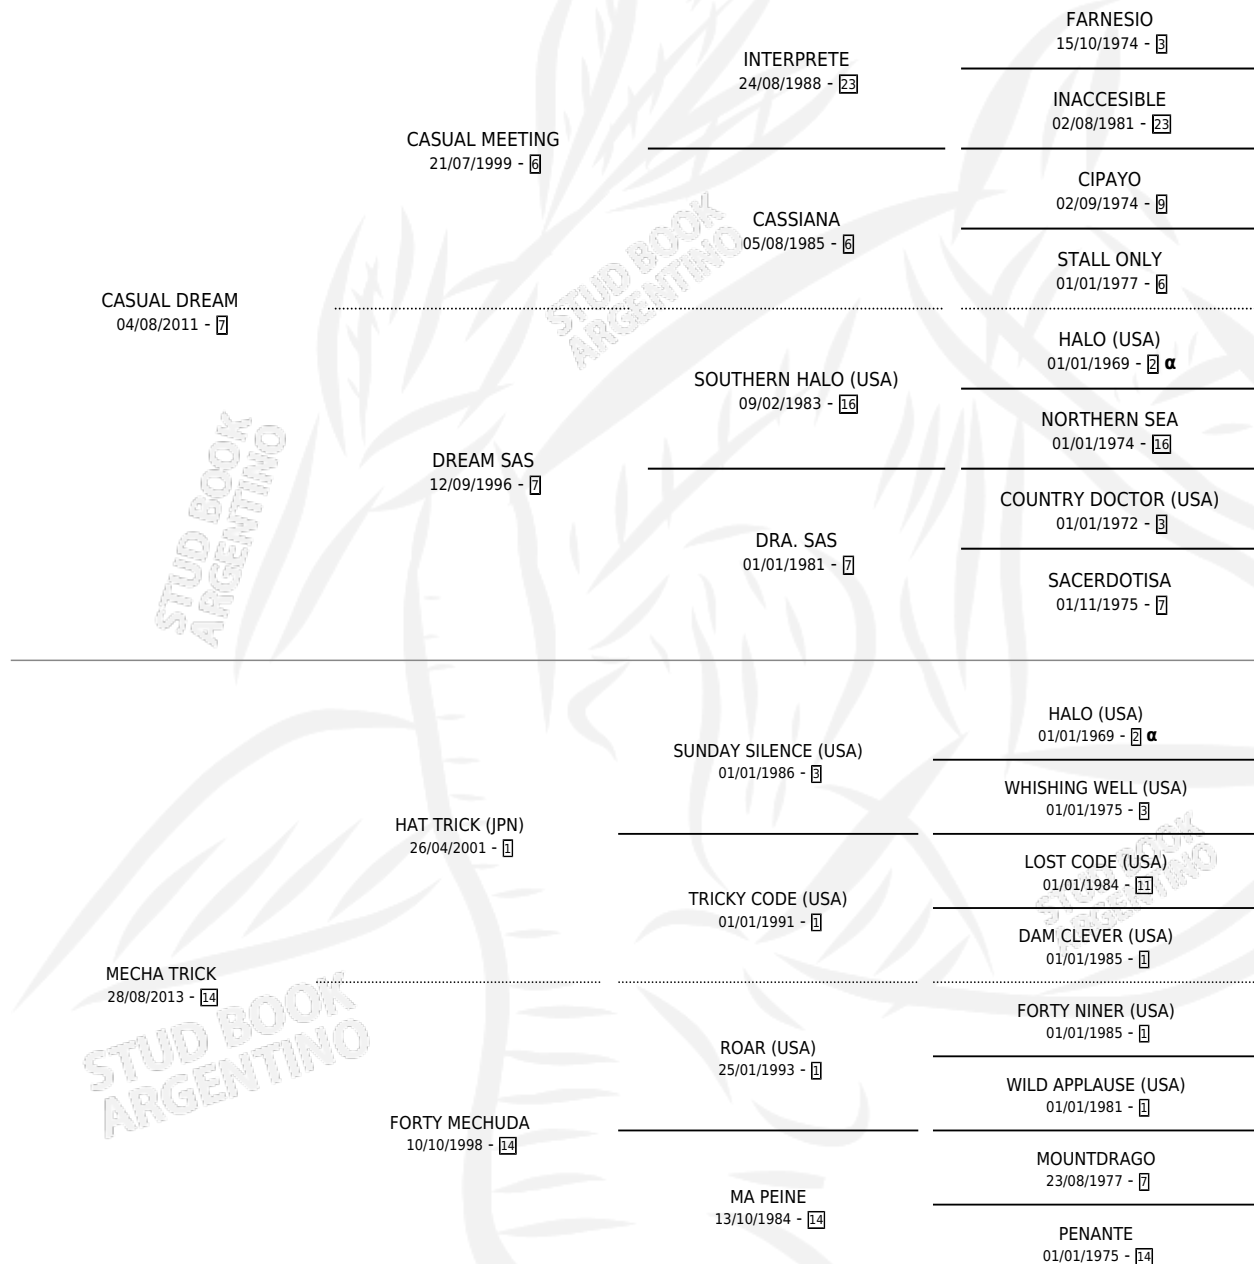 FARNESIO
15/10/1974 - 3
INTERPRETE
24/08/1988 - 23
INACCESIBLE
02/08/1981 - 23
CASUAL MEETING
21/07/1999 - 6
CIPAYO
02/09/1974 - 9
CASSIANA
05/08/1985 - 6
STALL ONLY
01/01/1977 - 6
CASUAL DREAM
04/08/2011 - 7
HALO (USA)
01/01/1969 - 2 α
SOUTHERN HALO (USA)
09/02/1983 - 16
NORTHERN SEA
01/01/1974 - 16
DREAM SAS
12/09/1996 - 7
COUNTRY DOCTOR (USA)
01/01/1972 - 3
DRA. SAS
01/01/1981 - 7
SACERDOTISA
01/11/1975 - 7
HALO (USA)
01/01/1969 - 2 α
SUNDAY SILENCE (USA)
01/01/1986 - 3
WHISHING WELL (USA)
01/01/1975 - 3
HAT TRICK (JPN)
26/04/2001 - 1
LOST CODE (USA)
01/01/1984 - 11
TRICKY CODE (USA)
01/01/1991 - 1
DAM CLEVER (USA)
01/01/1985 - 1
MECHA TRICK
28/08/2013 - 14
FORTY NINER (USA)
01/01/1985 - 1
ROAR (USA)
25/01/1993 - 1
WILD APPLAUSE (USA)
01/01/1981 - 1
FORTY MECHUDA
10/10/1998 - 14
MOUNTDRAGO
23/08/1977 - 7
MA PEINE
13/10/1984 - 14
PENANTE
01/01/1975 - 14
STUD BOOK
ARGENTINO
STUD BOOK
ARGENTINO
STUD BOOK
ARGENTINO
STUD BOOK
ARGENTINO